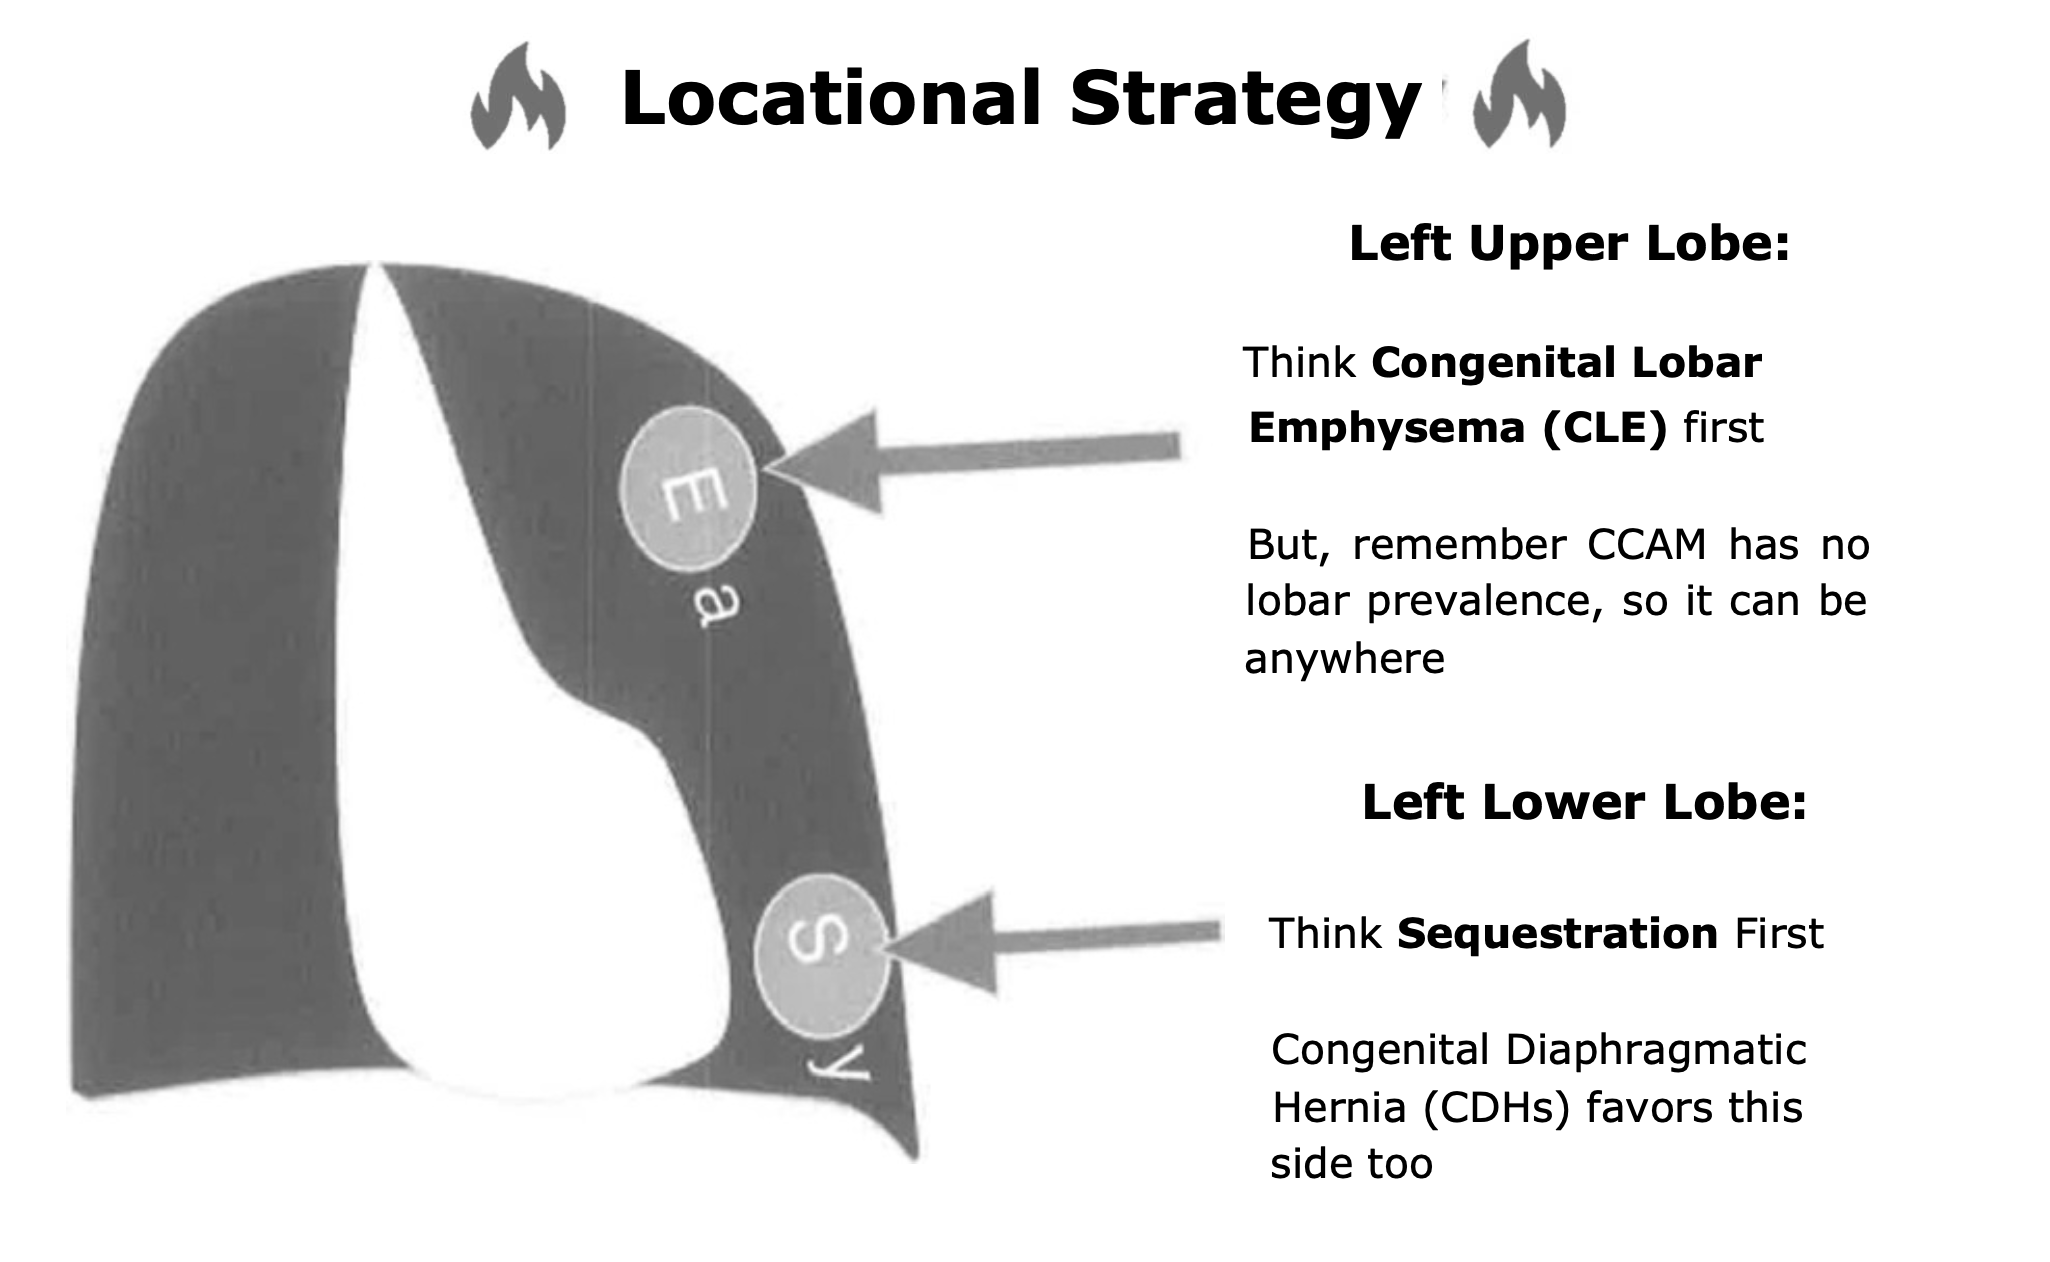 Locational Strategy
Left Upper Lobe:
Think Congenital Lobar
Emphysema (CLE) first
But, remember CCAM has no
lobar prevalence, so it can be
anywhere
Left Lower Lobe:
Think Sequestration First
Congenital Diaphragmatic
Hernia (CDHs) favors this
side too
E
a
S
y